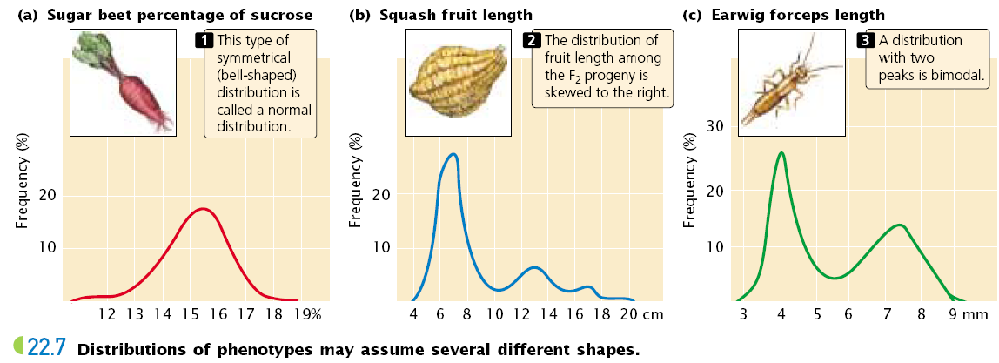 (a) Sugar beet percentage of sucrose
1 This type of
symmetrical
(bell-shaped)
distribution is
called a normal
distribution.
Frequency (%)
20
10
12 13 14 15 16 17 18 19%
(b) Squash fruit length
2 The distribution of
fruit length among
the F2 progeny is
skewed to the right.
Frequency (%)
20
10
4 6 8 10 12 14 16 18 20 cm
(c) Earwig forceps length
3 A distribution
with two
peaks is bimodal.
Frequency (%)
30
20
10
3 4 5 6 7 8 9 mm
22.7 Distributions of phenotypes may assume several different shapes.